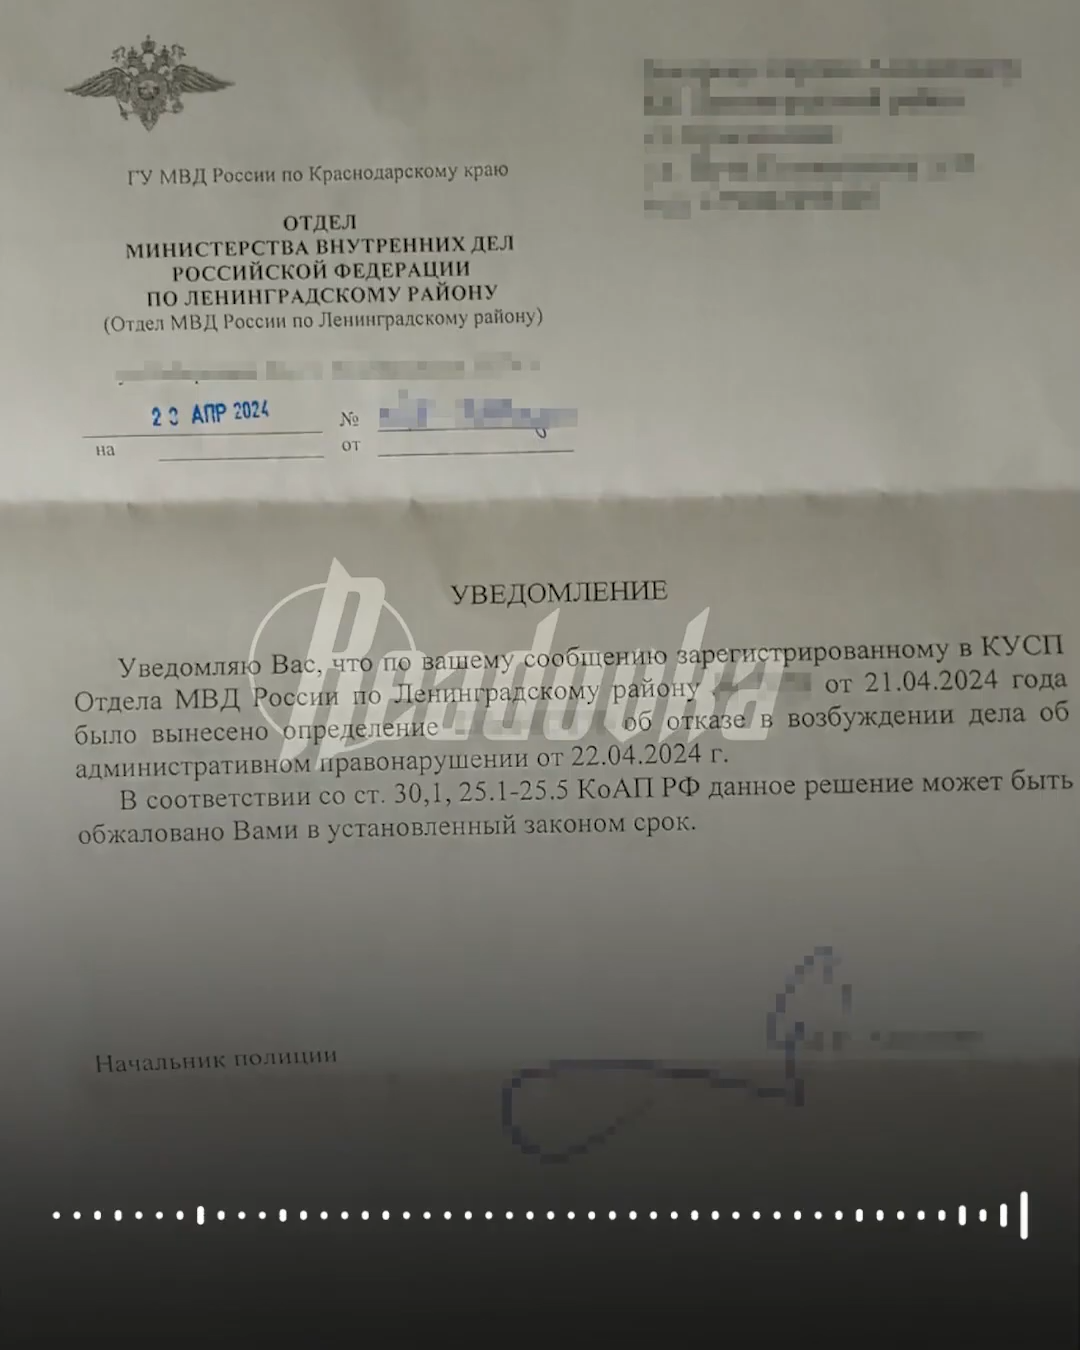 ГУ МВД России по Краснодарскому краю
ОТДЕЛ
МИНИСТЕРСТВА ВНУТРЕННИХ ДЕЛ
РОССИЙСКОЙ ФЕДЕРАЦИИ
ПО ЛЕНИНГРАДСКОМУ РАЙОНУ
(Отдел МВД России по Ленинградскому району)
АПР 2024 №
на от
УВЕДОМЛЕНИЕ
Readovka
Уведомляю Вас, что по вашему сообщению зарегистрированному в КУСП
Отдела МВД России по Ленинградскому району от 21.04.2024 года
было вынесено определение об отказе в возбуждении дела об
административном правонарушении от 22.04.2024 г.
В соответствии со ст. 30,1, 25.1-25.5 КоАП РФ данное решение может быть
обжаловано Вами в установленный законом срок.
Начальник полиции